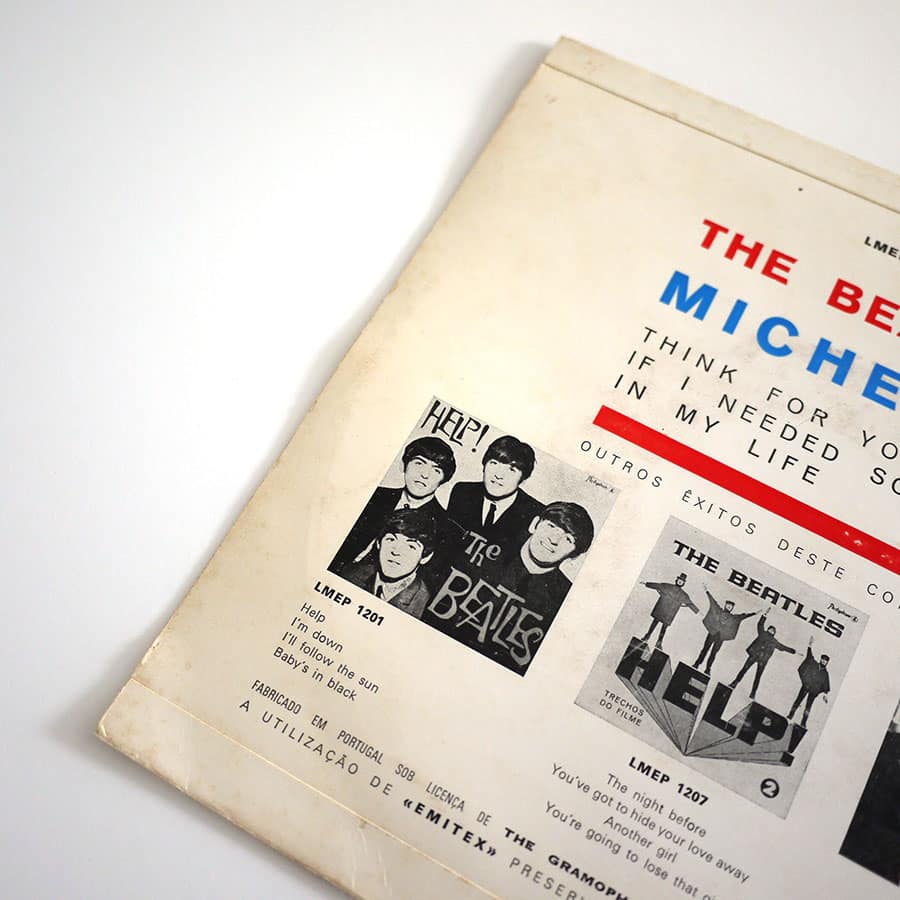 LMEP
THE BEA
MICHE
THINK FOR YO
IF I NEEDED SO
IN MY LIFE
OUTROS ÊXITOS DESTE CO
HELP!
The
BEATLES
LMEP 1201
Help
I'm down
I'll follow the sun
Baby's in black
THE BEATLES
HELP!
TRECHOS
DO FILME
2
LMEP 1207
The night before
You've got to hide your love away
Another girl
You're going to lose that gi
FABRICADO EM PORTUGAL SOB LICENÇA DE THE GRAMOPH
A UTILIZAÇÃO DE «EMITEX» PRESER